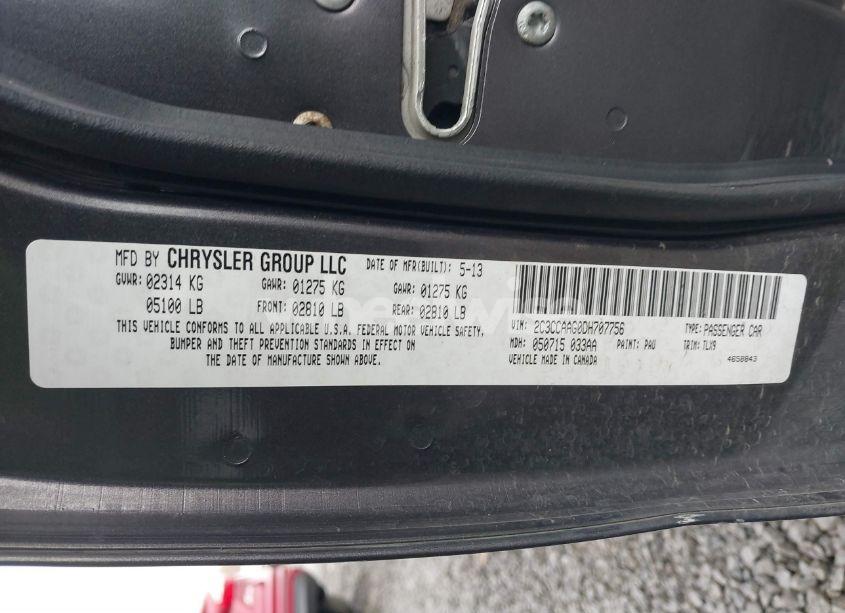 MFD BY CHRYSLER GROUP LLC DATE OF MFR(BUILT): 5-13
GVWR: 02314 KG GAWR: 01275 KG GAWR: 01275 KG
05100 LB FRONT: 02810 LB REAR: 02810 LB
THIS VEHICLE CONFORMS TO ALL APPLICABLE U.S.A. FEDERAL MOTOR VEHICLE SAFETY,
BUMPER AND THEFT PREVENTION STANDARDS IN EFFECT ON
THE DATE OF MANUFACTURE SHOWN ABOVE.
VIN: 2C3CCAAG0DH707756 TYPE: PASSENGER CAR
MDH: 050715 033AA PAINT: PAU TRIM: TLX9
VEHICLE MADE IN CANADA 4658843